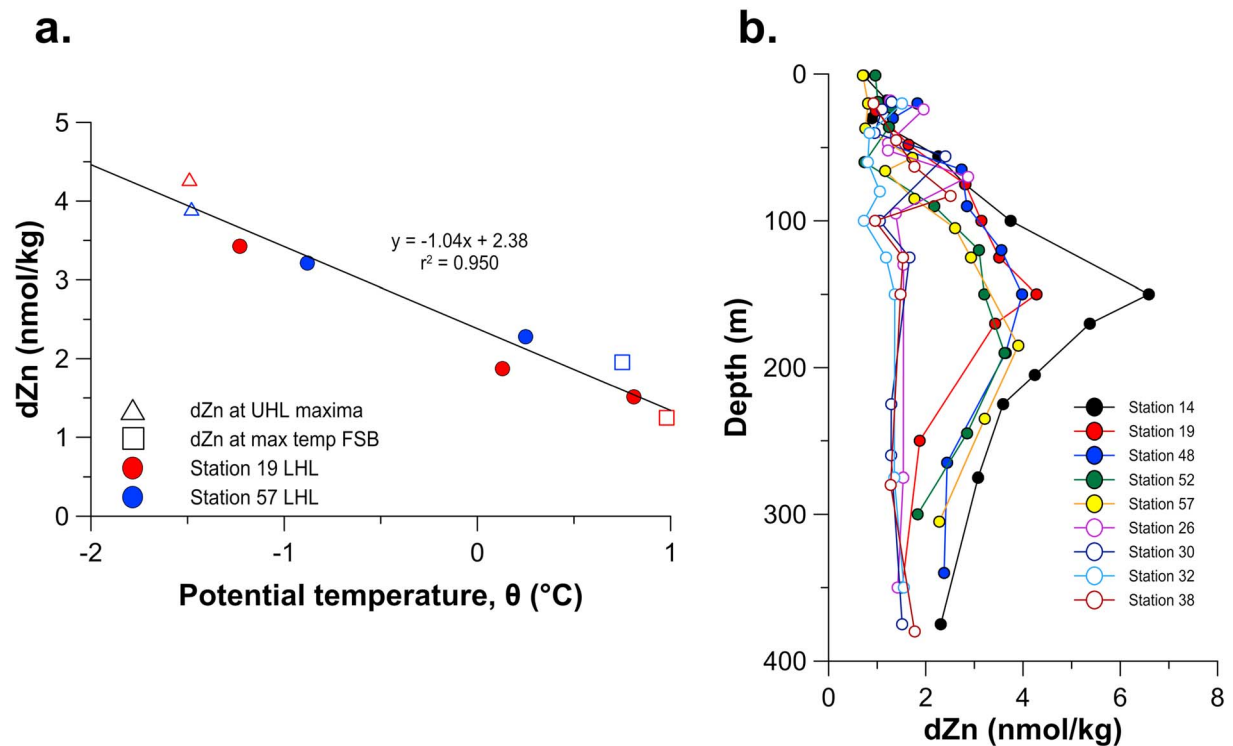 a.
5
4
3
2
1
0
dZn (nmol/kg)
y = -1.04x + 2.38
r² = 0.950
dZn at UHL maxima
dZn at max temp FSB
Station 19 LHL
Station 57 LHL
-2
-1
0
1
Potential temperature, θ (°C)
b.
0
100
200
300
400
Depth (m)
Station 14
Station 19
Station 48
Station 52
Station 57
Station 26
Station 30
Station 32
Station 38
0
2
4
6
8
dZn (nmol/kg)